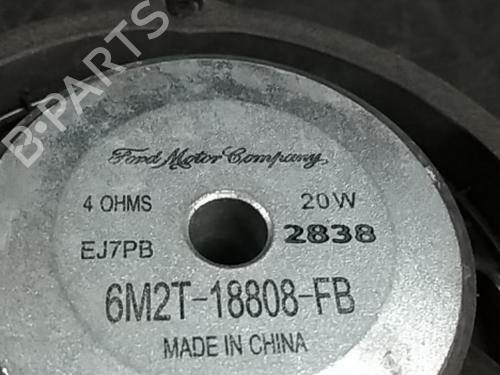 B-PARTS
Ford Motor Company
4 OHMS 20W
EJ7PB 2838
6M2T-18808-FB
MADE IN CHINA